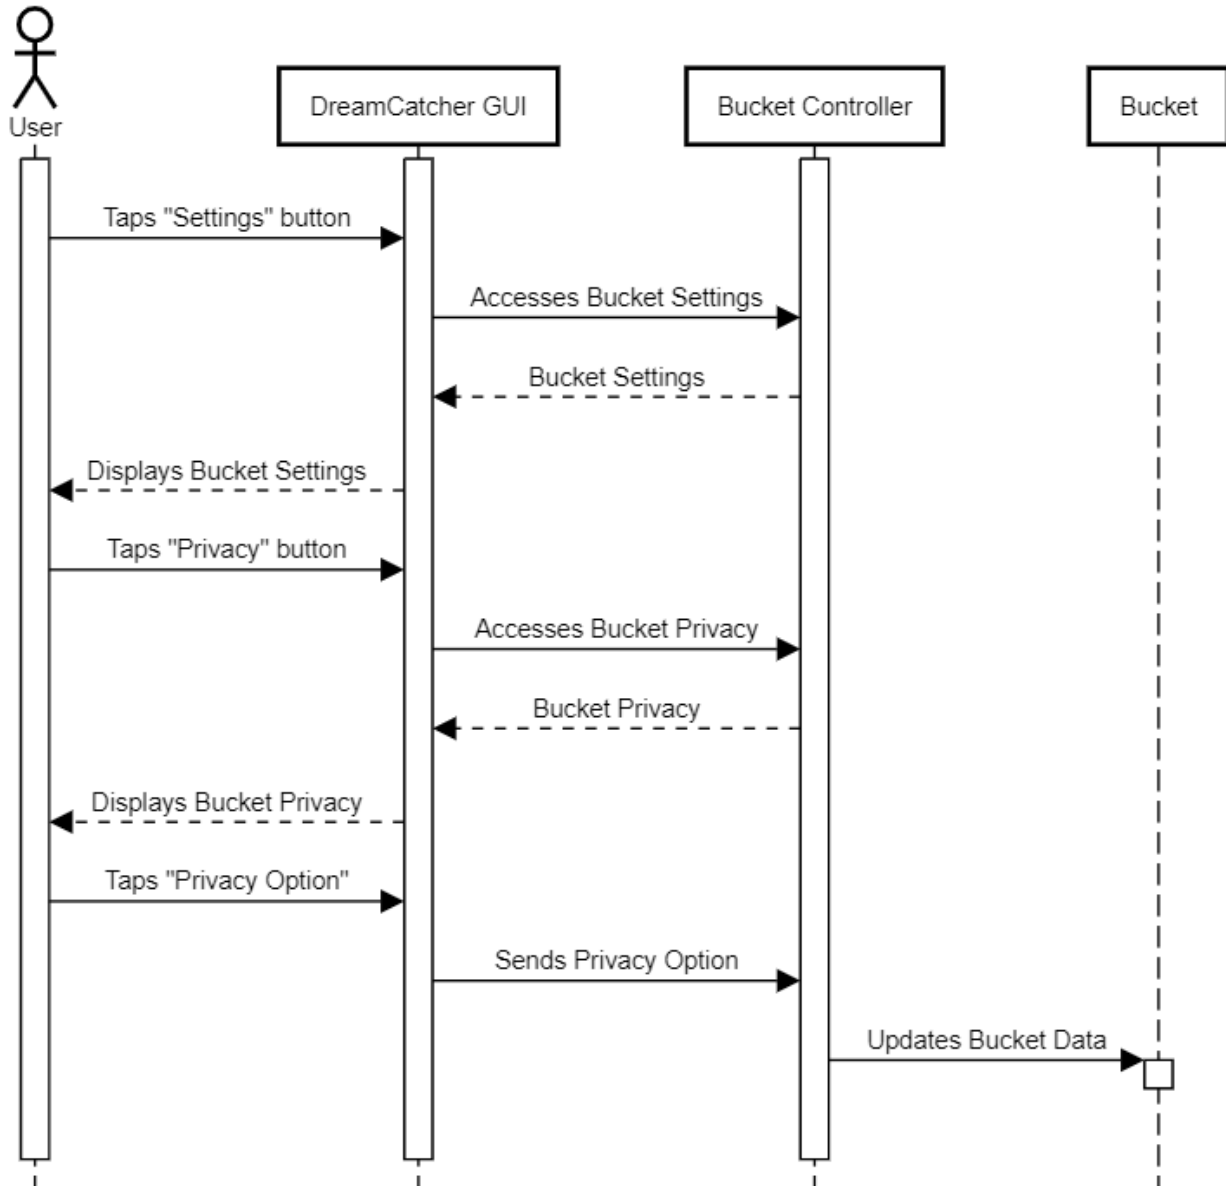 User
DreamCatcher GUI
Bucket Controller
Bucket
Taps "Settings" button
Accesses Bucket Settings
Bucket Settings
Displays Bucket Settings
Taps "Privacy" button
Accesses Bucket Privacy
Bucket Privacy
Displays Bucket Privacy
Taps "Privacy Option"
Sends Privacy Option
Updates Bucket Data